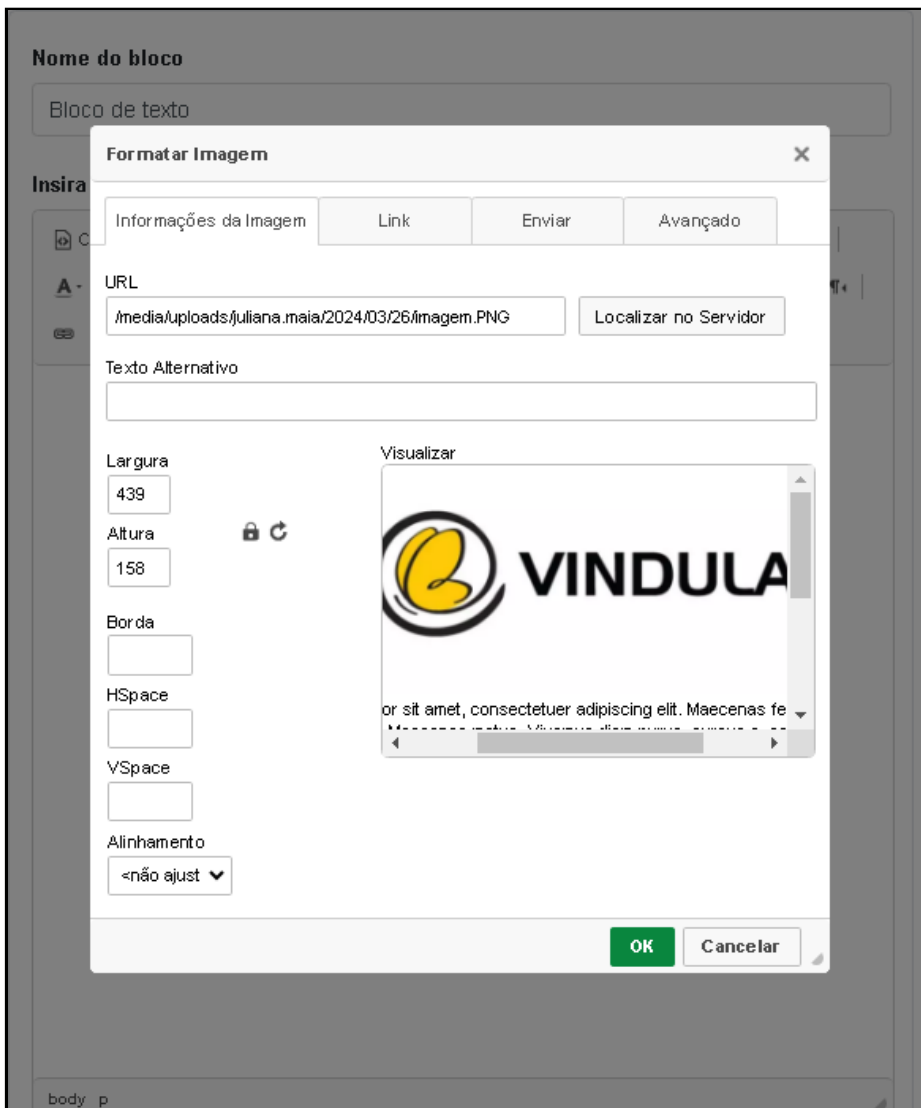 Nome do bloco
Bloco de texto
Formatar Imagem
Insira
Informações da Imagem Link Enviar Avançado
URL
/media/uploads/juliana.maia/2024/03/26/imagem.PNG Localizar no Servidor
Texto Alternativo
Largura
439
Altura
158
Visualizar
VINDULA
or sit amet, consectetuer adipiscing elit. Maecenas fe
Borda
HSpace
VSpace
Alinhamento
<não ajust
OK Cancelar
body p